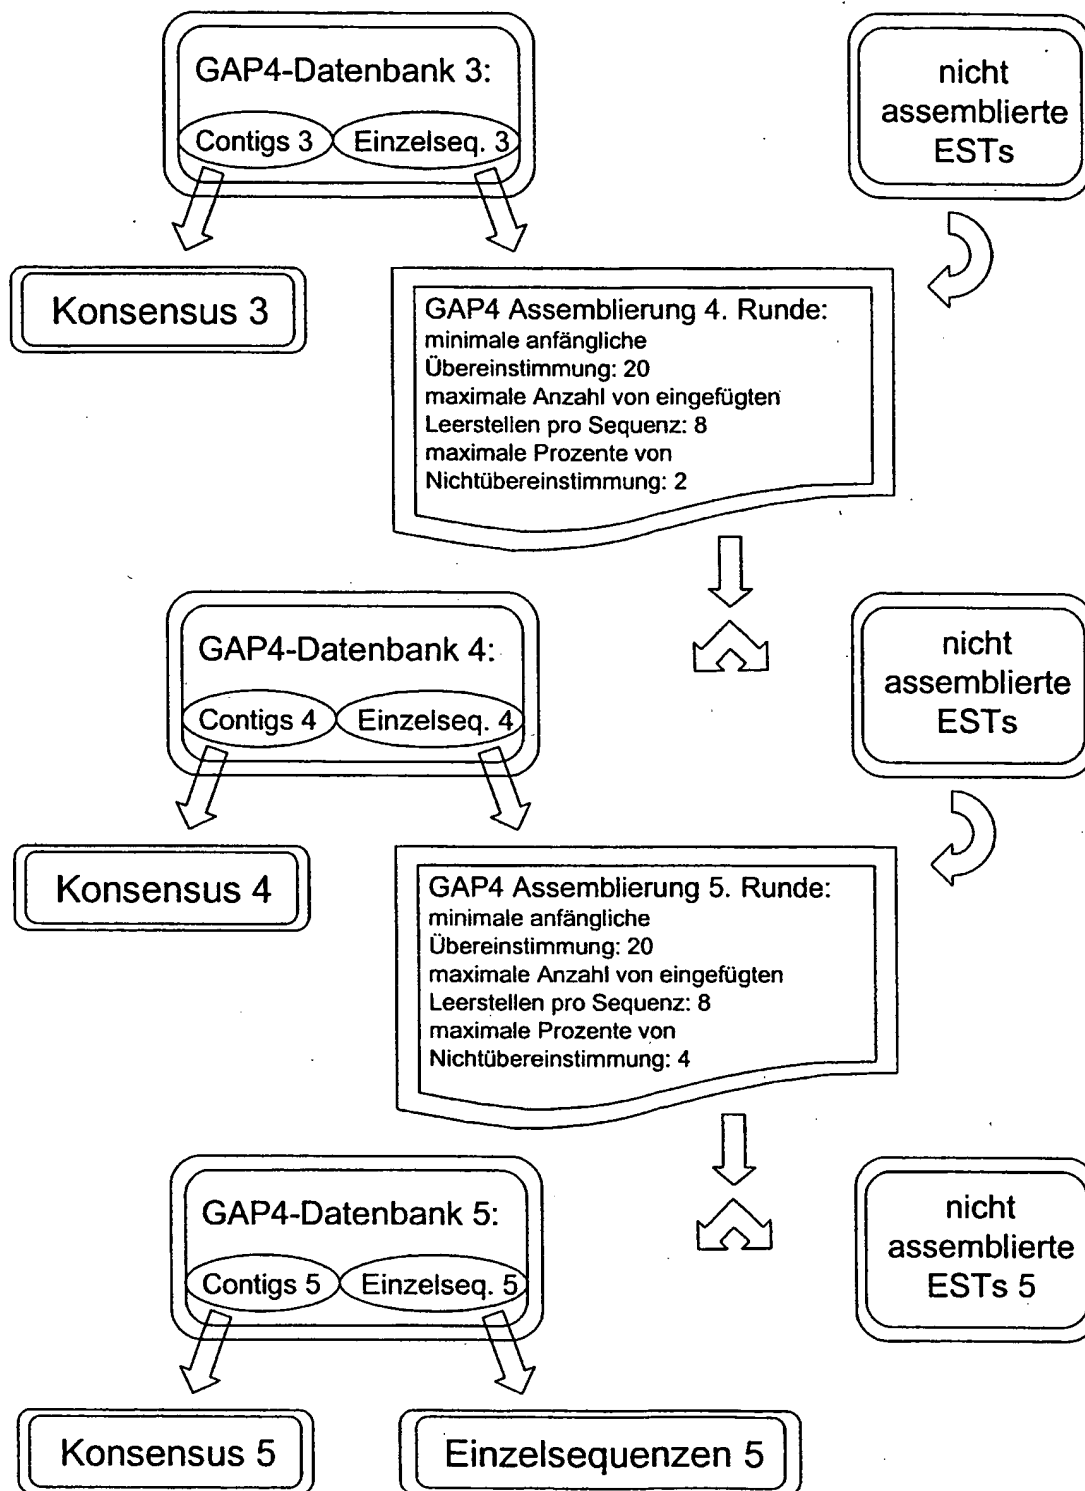 GAP4-Datenbank 3:
Contigs 3
Einzelseq. 3
nicht
assemblierte
ESTs
Konsensus 3
GAP4 Assemblierung 4. Runde:
minimale anfängliche
Übereinstimmung: 20
maximale Anzahl von eingefügten
Leerstellen pro Sequenz: 8
maximale Prozente von
Nichtübereinstimmung: 2
GAP4-Datenbank 4:
Contigs 4
Einzelseq. 4
nicht
assemblierte
ESTs
Konsensus 4
GAP4 Assemblierung 5. Runde:
minimale anfängliche
Übereinstimmung: 20
maximale Anzahl von eingefügten
Leerstellen pro Sequenz: 8
maximale Prozente von
Nichtübereinstimmung: 4
GAP4-Datenbank 5:
Contigs 5
Einzelseq. 5
nicht
assemblierte
ESTs 5
Konsensus 5
Einzelsequenzen 5